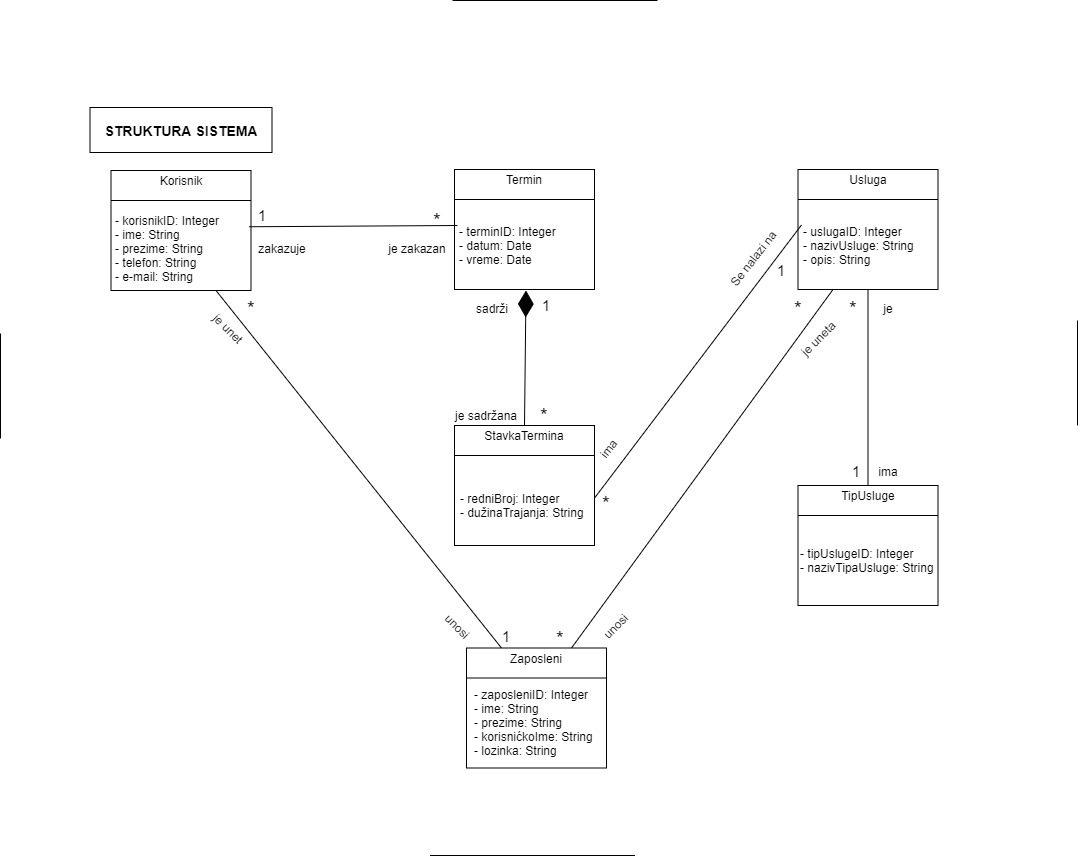 STRUKTURA SISTEMA
Korisnik
- korisnikID: Integer
- ime: String
- prezime: String
- telefon: String
- e-mail: String
1
*
zakazuje
je zakazan
Termin
- terminID: Integer
- datum: Date
- vreme: Date
Usluga
- uslugaID: Integer
- nazivUsluge: String
- opis: String
Se nalazi na
1
*
je unet
sadrži
1
*
*
je
je uneta
je sadržana
*
StavkaTermina
- redniBroj: Integer
- dužinaTrajanja: String
ima
*
1
ima
TipUsluge
- tipUslugeID: Integer
- nazivTipaUsluge: String
unosi
1
*
unosi
Zaposleni
- zaposleniID: Integer
- ime: String
- prezime: String
- korisničkoIme: String
- lozinka: String